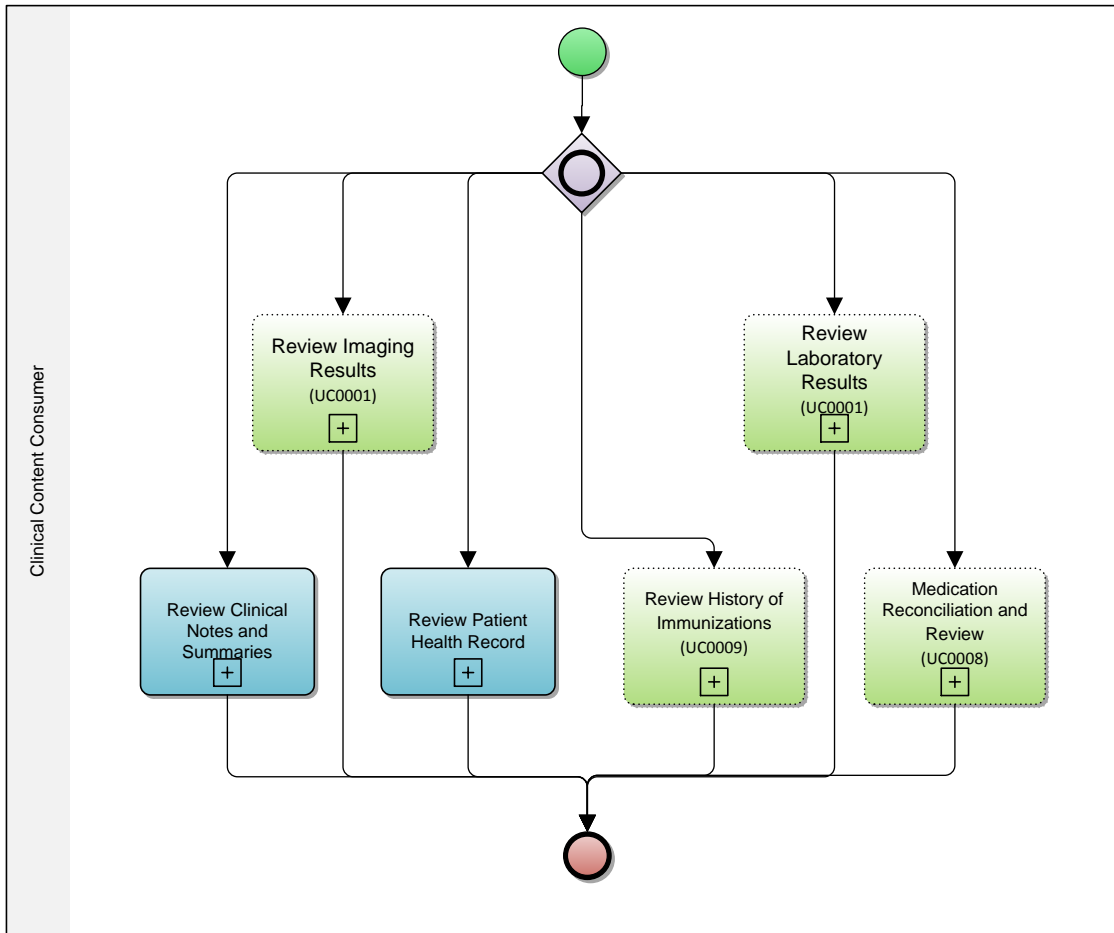 Clinical Content Consumer
Review Imaging
Results
(UC0001)
Review
Laboratory
Results
(UC0001)
Review Clinical
Notes and
Summaries
Review Patient
Health Record
Review History of
Immunizations
(UC0009)
Medication
Reconciliation and
Review
(UC0008)